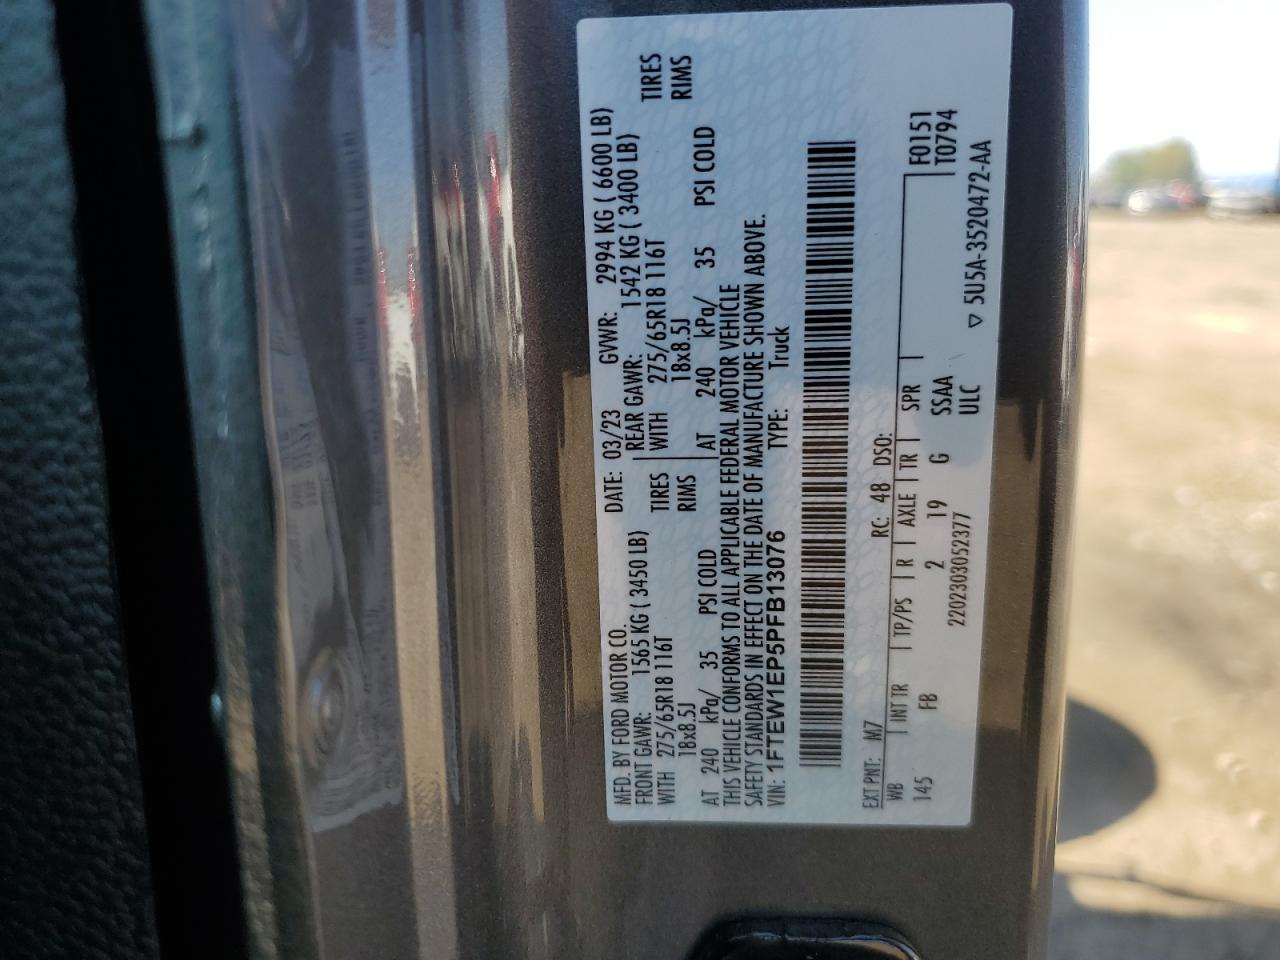 MFD. BY FORD MOTOR CO. DATE: 03/23 GVWR: 2994 KG ( 6600 LB)
FRONT GAWR: 1565 KG ( 3450 LB) REAR GAWR: 1542 KG ( 3400 LB)
WITH 275/65R18 116T TIRES WITH 275/65R18 116T TIRES
18x8.5J RIMS 18x8.5J RIMS
AT 240 kPa/ 35 PSI COLD AT 240 kPa/ 35 PSI COLD
THIS VEHICLE CONFORMS TO ALL APPLICABLE FEDERAL MOTOR VEHICLE
SAFETY STANDARDS IN EFFECT ON THE DATE OF MANUFACTURE SHOWN ABOVE.
VIN: 1FTEW1EP5PFB13076 TYPE: Truck
EXT PNT: M7 RC: 48 DSO: F0151
WB INT TR TP/PS R AXLE TR SPR T0794
145 FB 2 19 G SSAA
2202303052377 ULC ▽ 5U5A-3520472-AA